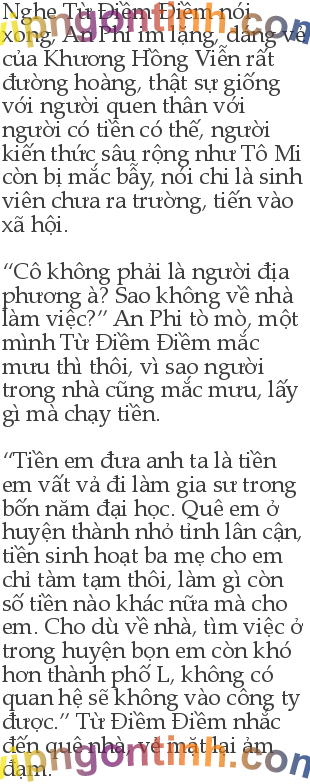 Nghe Từ Điềm Điềm nói
xong, An Phi im lặng, dáng vẻ
của Khương Hồng Viễn rất
đường hoàng, thật sự giống
với người quen thân với
người có tiền có thế, người
kiến thức sâu rộng như Tô Mi
còn bị mắc bẫy, nói chi là sinh
viên chưa ra trường, tiến vào
xã hội.
“Cô không phải là người địa
phương à? Sao không về nhà
làm việc?” An Phi tò mò, một
mình Từ Điềm Điềm mắc
mưu thì thôi, vì sao người
trong nhà cũng mắc mưu, lấy
gì mà chạy tiền.
“Tiền em đưa anh ta là tiền
em vất vả đi làm gia sư trong
bốn năm đại học. Quê em ở
huyện thành nhỏ tỉnh lân cận,
tiền sinh hoạt ba mẹ cho em
chỉ tàm tạm thôi, làm gì còn
số tiền nào khác nữa mà cho
em. Cho dù về nhà, tìm việc ở
trong huyện bọn em còn khó
hơn thành phố L, không có
quan hệ sẽ không vào công ty
được.” Từ Điềm Điềm nhắc
đến quê nhà, vẻ mặt lại ảm
đạm.
vipngontinh.com
vipngontinh.com